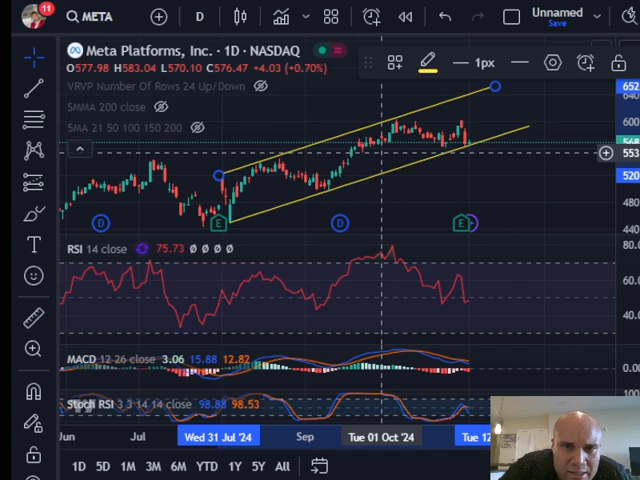 11
META
D
Unnamed
Save
Meta Platforms, Inc. · 1D · NASDAQ
O577.98 H583.04 L570.10 C576.47 +4.03 (+0.70%)
1px
VRVP Number Of Rows 24 Up/Down
SMMA 200 close
5MA 21 50 100 150 200
652
640
600
568
553
520
480
440
D
E
D
E
RSI 14 close 75.73 Ø Ø Ø Ø
80.00
60.00
40.00
MACD 12 26 close 3.06 15.88 12.82
0.00
Stoch RSI 3 3 14 14 close 98.88 98.53
Jun
Jul
Wed 31 Jul '24
Sep
Tue 01 Oct '24
Tue 12
1D 5D 1M 3M 6M YTD 1Y 5Y All